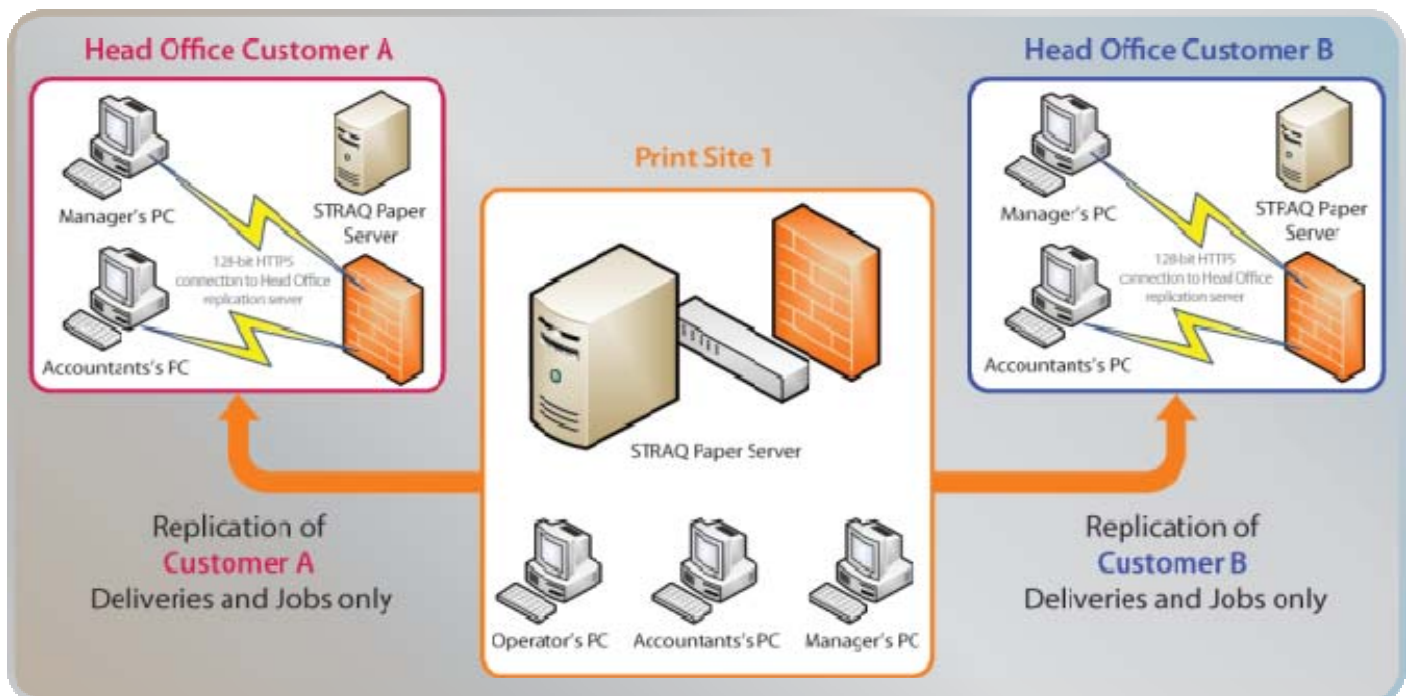 Head Office Customer A
Manager's PC
STRAQ Paper
Server
128-bit HTTPS
connection to Head Office
replication server
Accountants's PC
Print Site 1
STRAQ Paper Server
Operator's PC
Accountants's PC
Manager's PC
Head Office Customer B
Manager's PC
STRAQ Paper
Server
128-bit HTTPS
connection to Head Office
replication server
Accountants's PC
Replication of
Customer A
Deliveries and Jobs only
Replication of
Customer B
Deliveries and Jobs only